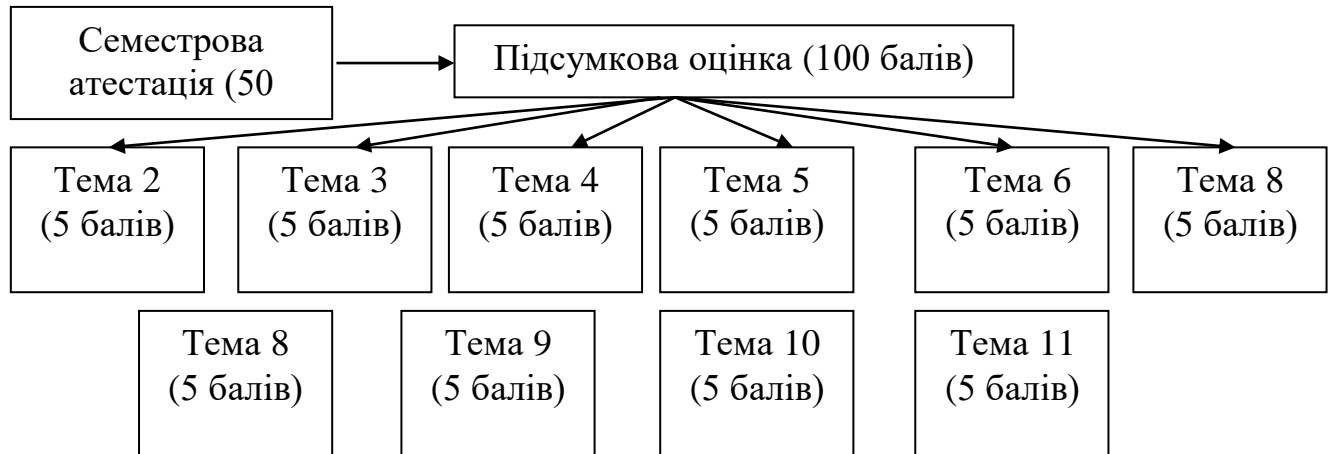 Семестрова
атестація (50
Підсумкова оцінка (100 балів)
Тема 2
(5 балів)
Тема 3
(5 балів)
Тема 4
(5 балів)
Тема 5
(5 балів)
Тема 6
(5 балів)
Тема 8
(5 балів)
Тема 8
(5 балів)
Тема 9
(5 балів)
Тема 10
(5 балів)
Тема 11
(5 балів)